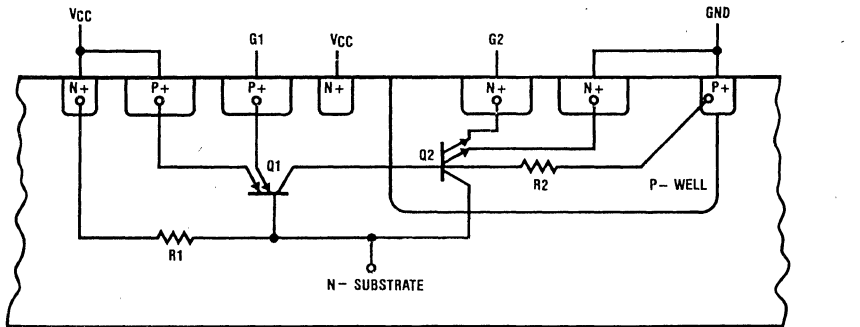 VCC G1 VCC G2 GND
N+ P+ P+ N+ N+ N+ P+
Q1 Q2
R2 P- WELL
R1
N- SUBSTRATE